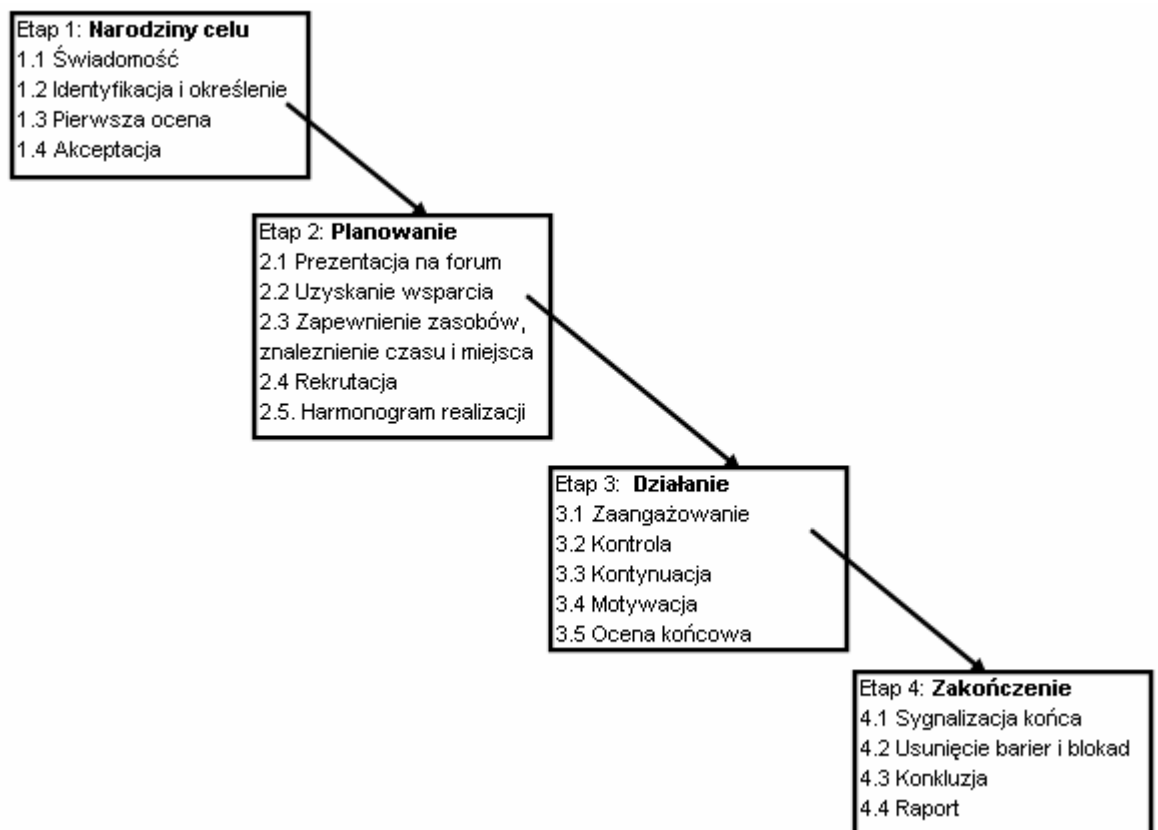 Etap 1: Narodziny celu
1.1 Świadomość
1.2 Identyfikacja i określenie
1.3 Pierwsza ocena
1.4 Akceptacja
Etap 2: Planowanie
2.1 Prezentacja na forum
2.2 Uzyskanie wsparcia
2.3 Zapewnienie zasobów,
znaleznienie czasu i miejsca
2.4 Rekrutacja
2.5. Harmonogram realizacji
Etap 3: Działanie
3.1 Zaangażowanie
3.2 Kontrola
3.3 Kontynuacja
3.4 Motywacja
3.5 Ocena końcowa
Etap 4: Zakończenie
4.1 Sygnalizacja końca
4.2 Usunięcie barier i blokad
4.3 Konkluzja
4.4 Raport